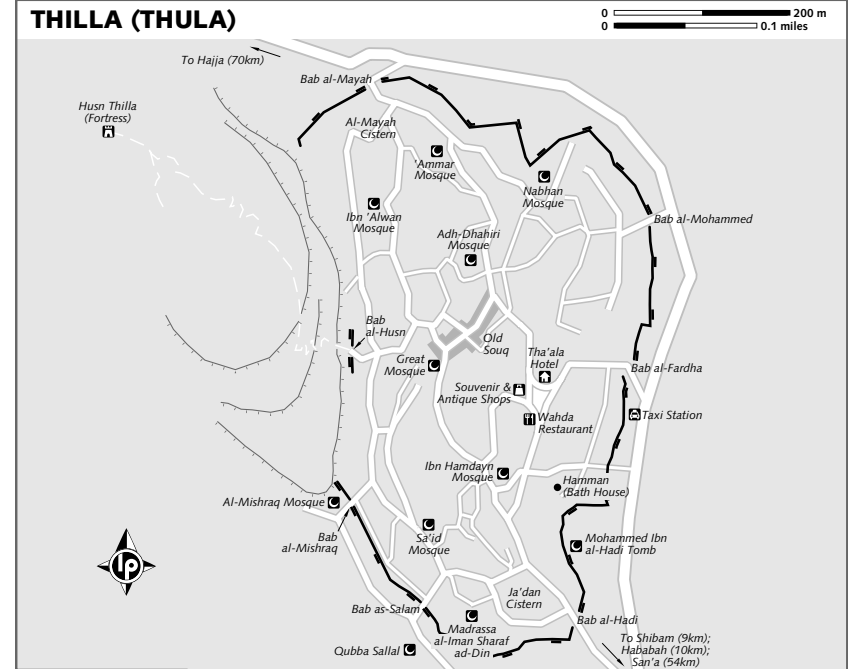 THILLA (THULA)
0 200 m
0 0.1 miles
To Hajja (70km)
Bab al-Mayah
Husn Thilla
(Fortress)
Al-Mayah
Cistern
'Ammar
Mosque
Nabhan
Mosque
Ibn 'Alwan
Mosque
Bab al-Mohammed
Adh-Dhahiri
Mosque
Bab
al-Husn
Old
Souq
Great
Mosque
Tha'ala
Hotel
Bab al-Fardha
Souvenir &
Antique Shops
Taxi Station
Wahda
Restaurant
Ibn Hamdayn
Mosque
Hamman
(Bath House)
Al-Mishraq Mosque
Bab
al-Mishraq
Sa'id
Mosque
Mohammed Ibn
al-Hadi Tomb
lp
Ja'dan
Cistern
Bab as-Salam
Bab al-Hadi
Madrassa
al-Iman Sharaf
ad-Din
Qubba Sallal
To Shibam (9km);
Hababah (10km);
San'a (54km)